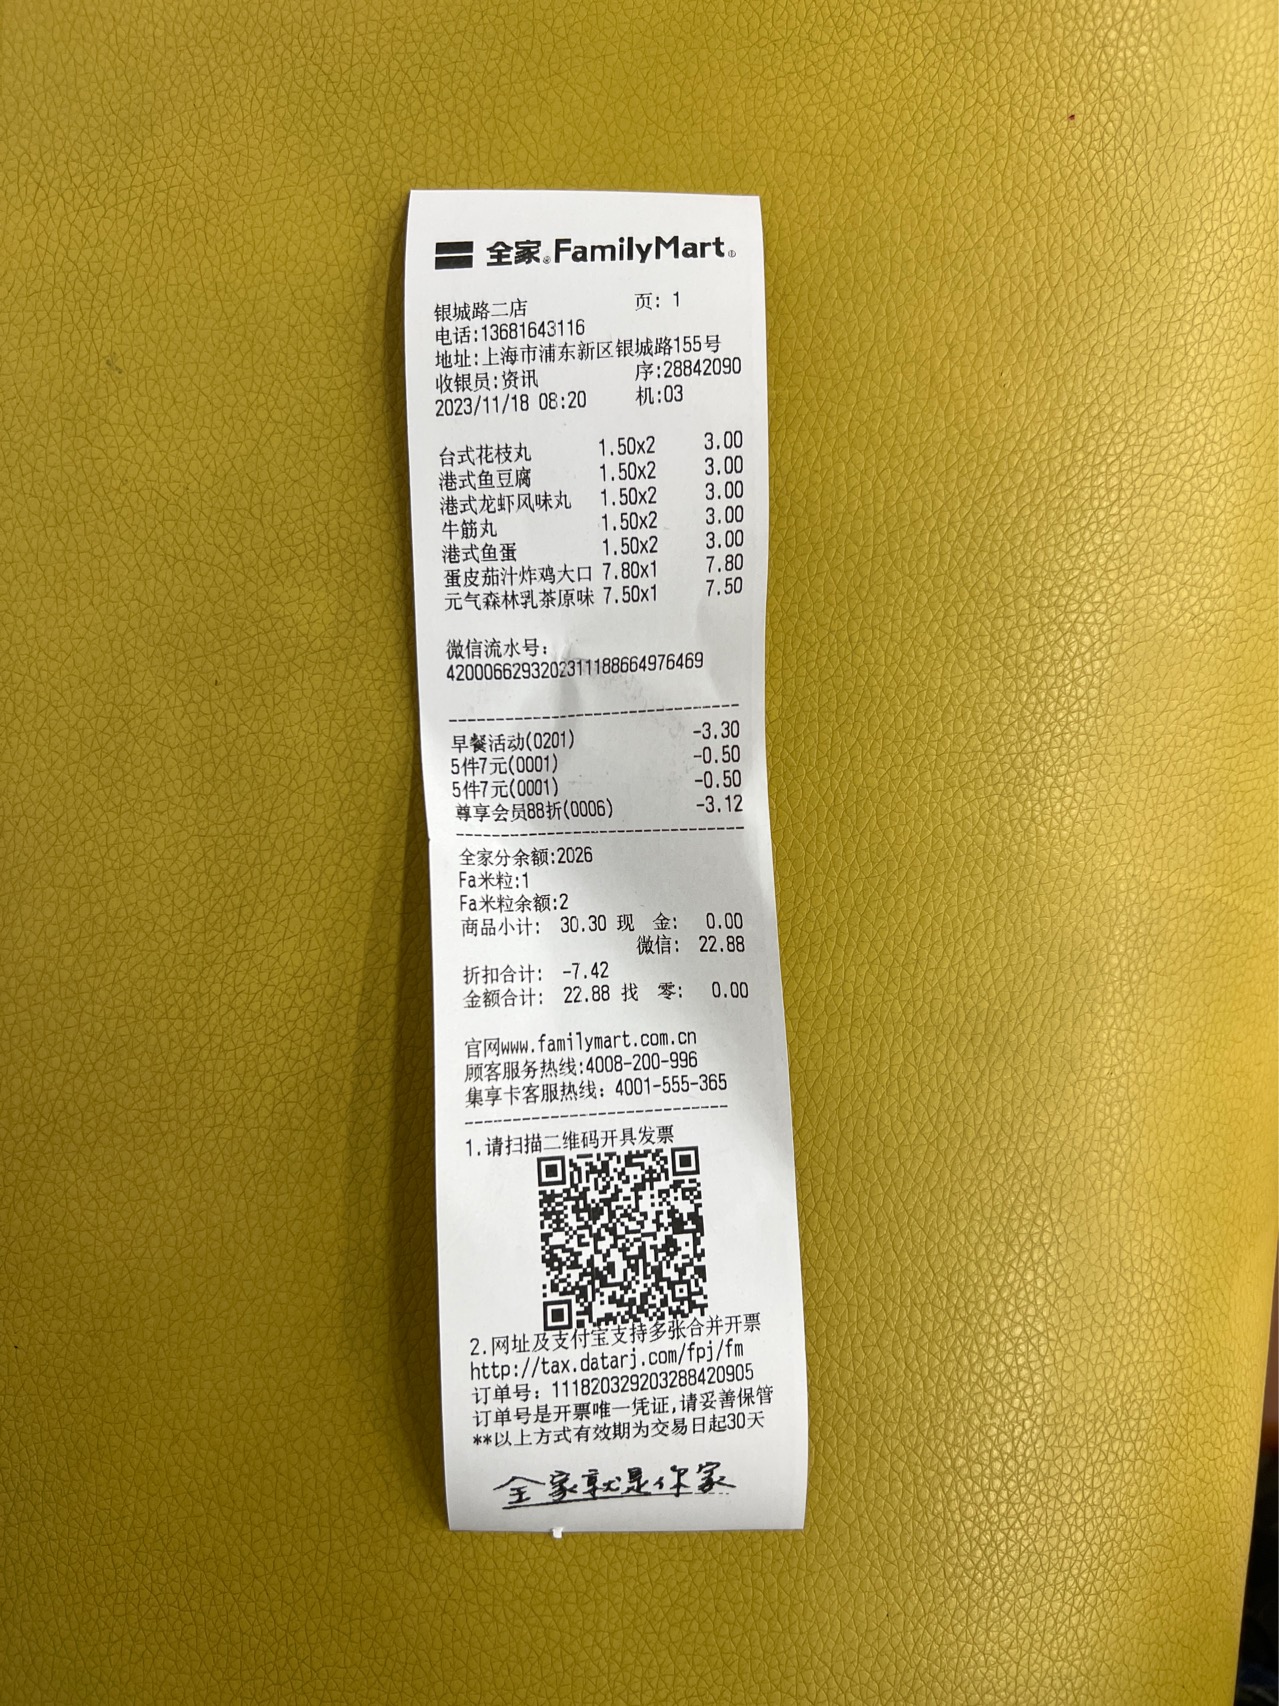 全家 FamilyMart
银城路二店 页: 1
电话:13681643116
地址:上海市浦东新区银城路155号
收银员:资讯 序:28842090
2023/11/18 08:20 机:03
台式花枝丸 1.50x2 3.00
港式鱼豆腐 1.50x2 3.00
港式龙虾风味丸 1.50x2 3.00
牛筋丸 1.50x2 3.00
港式鱼蛋 1.50x2 3.00
蛋皮茄汁炸鸡大口 7.80x1 7.80
元气森林乳茶原味 7.50x1 7.50
微信流水号:
4200066293202311188664976469
早餐活动(0201) -3.30
5件7元(0001) -0.50
5件7元(0001) -0.50
尊享会员88折(0006) -3.12
全家分余额:2026
Fa米粒:1
Fa米粒余额:2
商品小计: 30.30 现 金: 0.00
微信: 22.88
折扣合计: -7.42
金额合计: 22.88 找 零: 0.00
官网www.familymart.com.cn
顾客服务热线:4008-200-996
集享卡客服热线: 4001-555-365
1.请扫描二维码开具发票
2.网址及支付宝支持多张合并开票
http://tax.datarj.com/fpj/fm
订单号: 111820329203288420905
订单号是开票唯一凭证,请妥善保管
**以上方式有效期为交易日起30天
全家就是你家